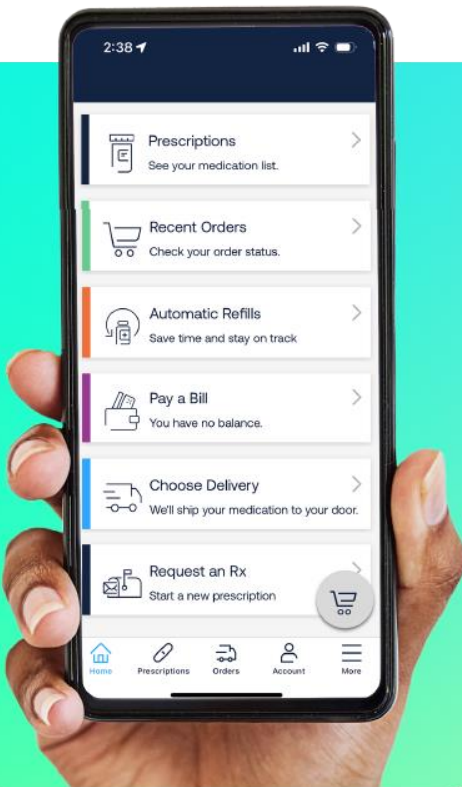 2:38
Prescriptions
See your medication list.
Recent Orders
Check your order status.
Automatic Refills
Save time and stay on track
Pay a Bill
You have no balance.
Choose Delivery
We'll ship your medication to your door.
Request an Rx
Start a new prescription
Home Prescriptions Orders Account More